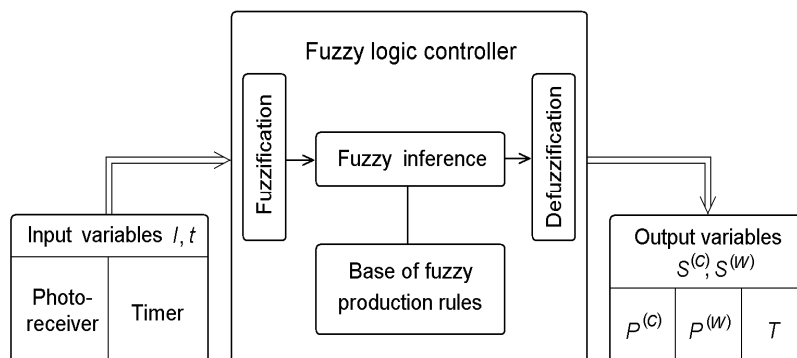 Fuzzy logic controller
Fuzzification
Fuzzy inference
Defuzzification
Base of fuzzy
production rules
Input variables I, t
Photo-
receiver
Timer
Output variables
S(C), S(W)
P(C)
P(W)
T